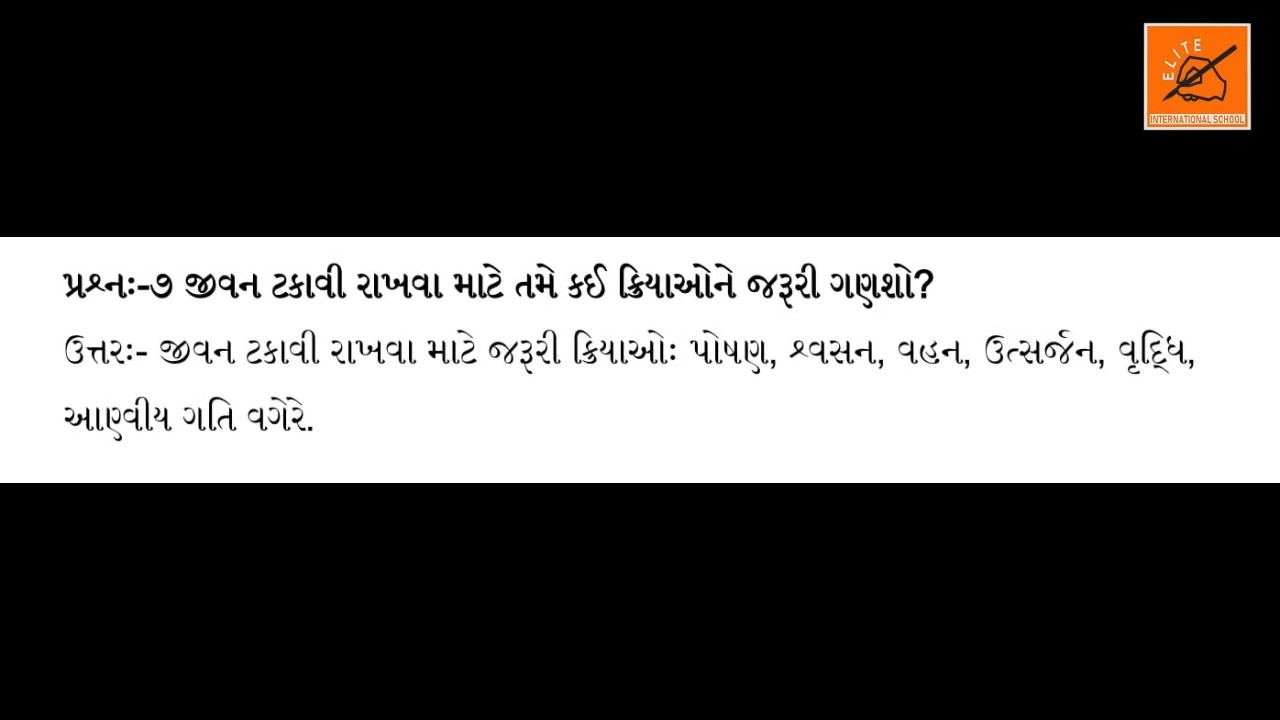 ELITE
INTERNATIONAL SCHOOL
પ્રશ્નઃ-૭ જીવન ટકાવી રાખવા માટે તમે કઈ ક્રિયાઓને જરૂરી ગણશો?
ઉત્તરઃ- જીવન ટકાવી રાખવા માટે જરૂરી ક્રિયાઓઃ પોષણ, શ્વસન, વહન, ઉત્સર્જન, વૃદ્ધિ,
આણ્વીય ગતિ વગેરે.